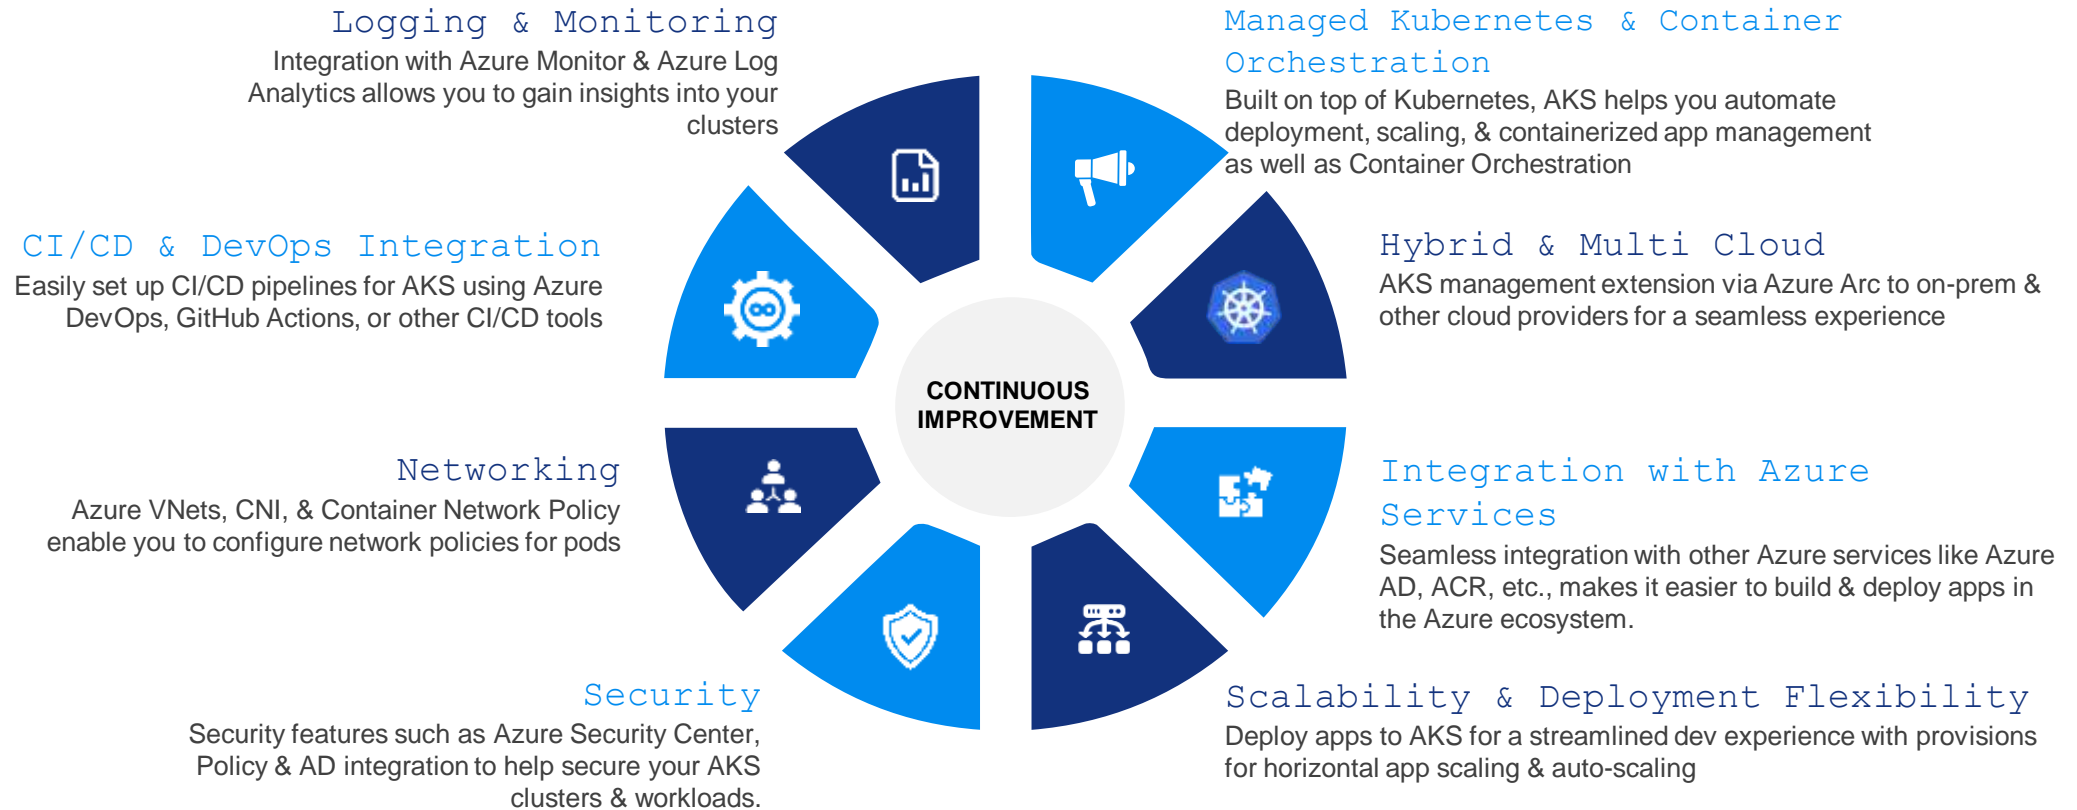 Logging & Monitoring
Integration with Azure Monitor & Azure Log
Analytics allows you to gain insights into your
clusters
Managed Kubernetes & Container
Orchestration
Built on top of Kubernetes, AKS helps you automate
deployment, scaling, & containerized app management
as well as Container Orchestration
CI/CD & DevOps Integration
Easily set up CI/CD pipelines for AKS using Azure
DevOps, GitHub Actions, or other CI/CD tools
Hybrid & Multi Cloud
AKS management extension via Azure Arc to on-prem &
other cloud providers for a seamless experience
CONTINUOUS
IMPROVEMENT
Networking
Azure VNets, CNI, & Container Network Policy
enable you to configure network policies for pods
Integration with Azure
Services
Seamless integration with other Azure services like Azure
AD, ACR, etc., makes it easier to build & deploy apps in
the Azure ecosystem.
Security
Security features such as Azure Security Center,
Policy & AD integration to help secure your AKS
clusters & workloads.
Scalability & Deployment Flexibility
Deploy apps to AKS for a streamlined dev experience with provisions
for horizontal app scaling & auto-scaling